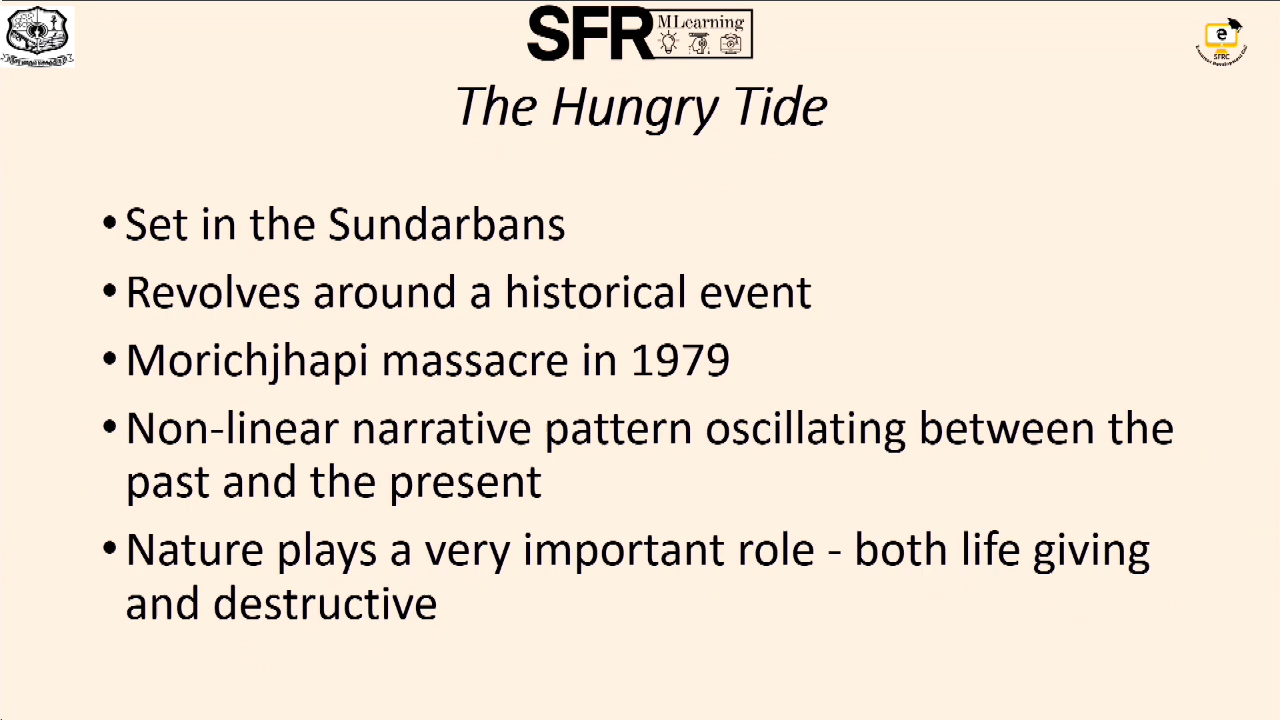 SFR MLearning
e
SFRC
The Hungry Tide
• Set in the Sundarbans
• Revolves around a historical event
• Morichjhapi massacre in 1979
• Non-linear narrative pattern oscillating between the
past and the present
• Nature plays a very important role - both life giving
and destructive